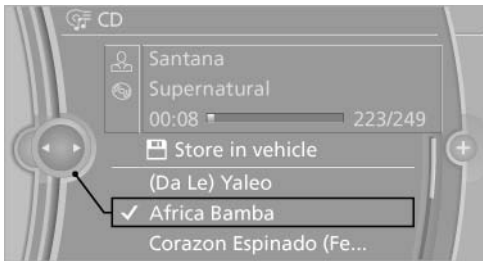 CD
Santana
Supernatural
00:08 223/249
Store in vehicle
(Da Le) Yaleo
Africa Bamba
Corazon Espinado (Fe...